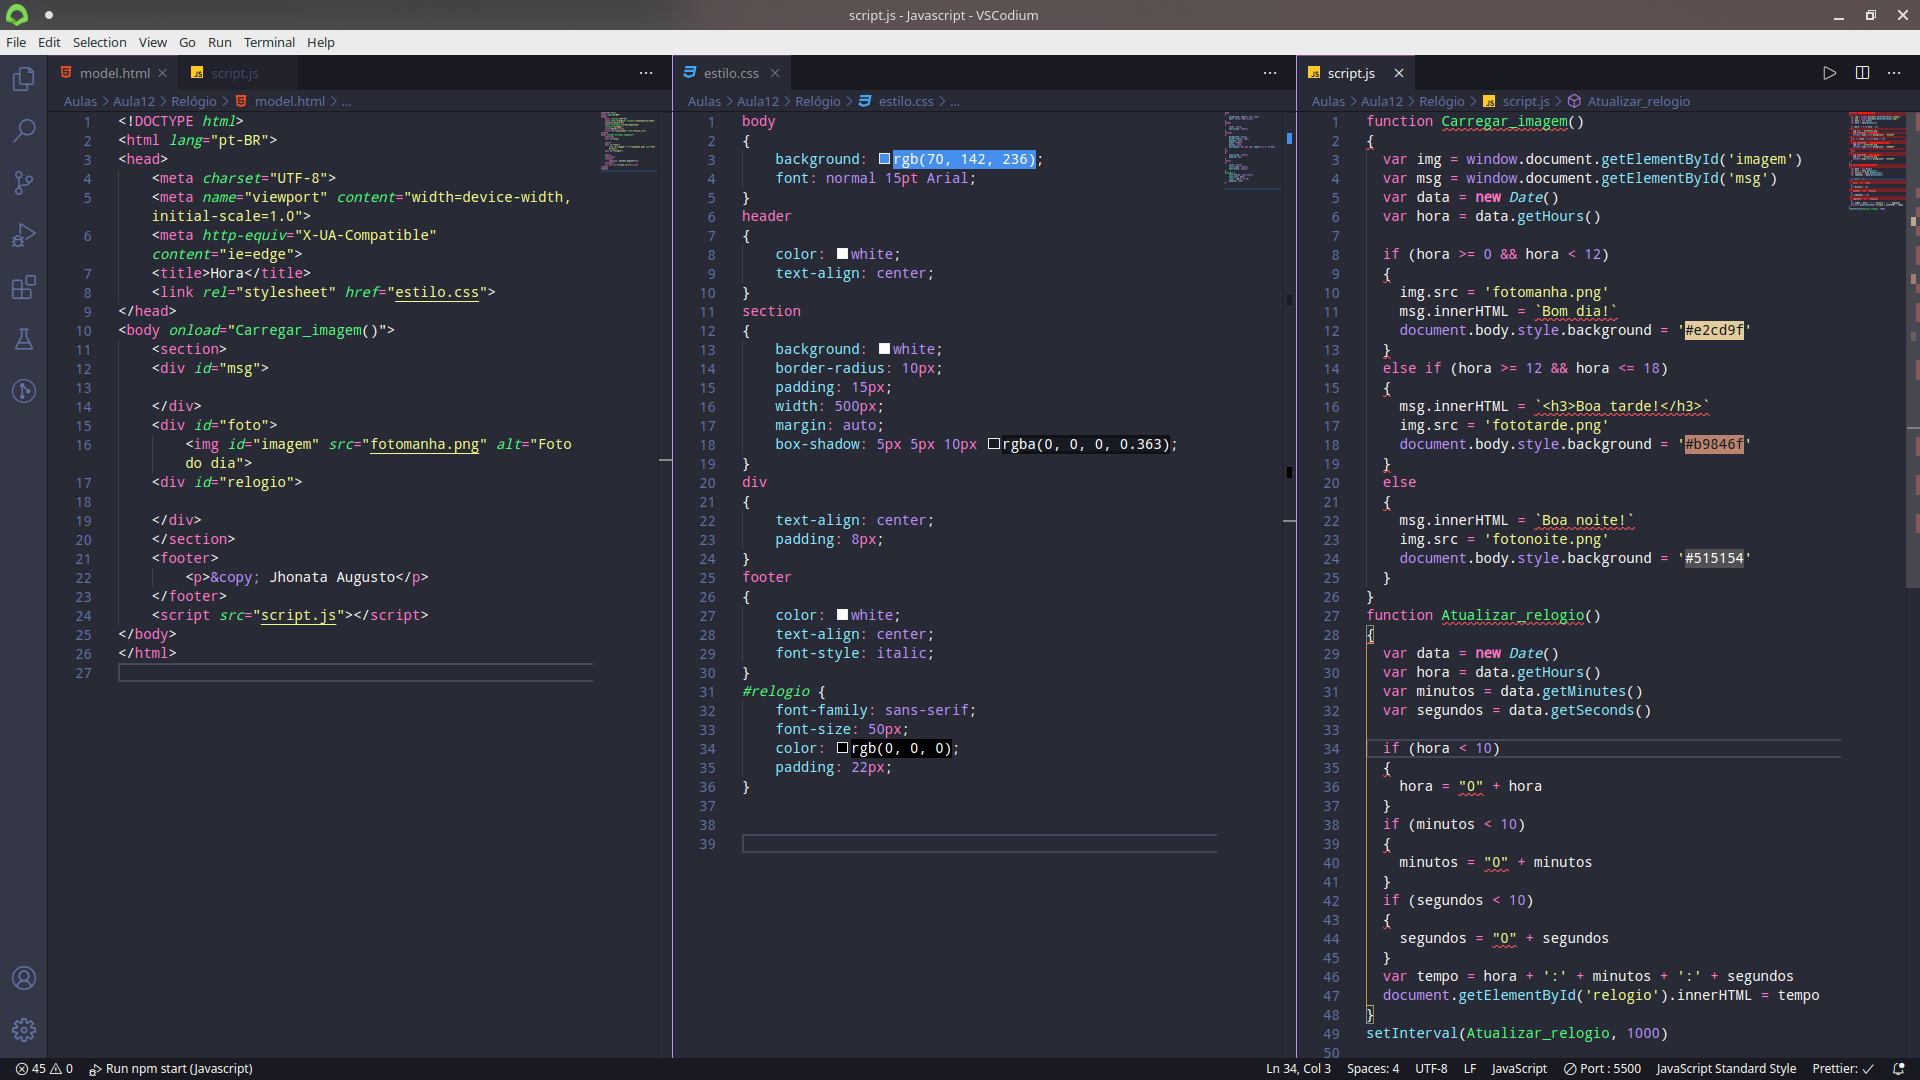 script.js - Javascript - VSCodium
File Edit Selection View Go Run Terminal Help
model.html
script.js
Aulas > Aula12 > Relógio > model.html > ...
1 <!DOCTYPE html>
2 <html lang="pt-BR">
3 <head>
4 <meta charset="UTF-8">
5 <meta name="viewport" content="width=device-width,
initial-scale=1.0">
6 <meta http-equiv="X-UA-Compatible"
content="ie=edge">
7 <title>Hora</title>
8 <link rel="stylesheet" href="estilo.css">
9 </head>
10 <body onload="Carregar_imagem()">
11 <section>
12 <div id="msg">
13
14 </div>
15 <div id="foto">
16 <img id="imagem" src="fotomanha.png" alt="Foto
do dia">
17 <div id="relogio">
18
19 </div>
20 </section>
21 <footer>
22 <p>&copy; Jhonata Augusto</p>
23 </footer>
24 <script src="script.js"></script>
25 </body>
26 </html>
27
estilo.css
Aulas > Aula12 > Relógio > estilo.css > ...
1 body
2 {
3 background: rgb(70, 142, 236);
4 font: normal 15pt Arial;
5 }
6 header
7 {
8 color: white;
9 text-align: center;
10 }
11 section
12 {
13 background: white;
14 border-radius: 10px;
15 padding: 15px;
16 width: 500px;
17 margin: auto;
18 box-shadow: 5px 5px 10px rgba(0, 0, 0, 0.363);
19 }
20 div
21 {
22 text-align: center;
23 padding: 8px;
24 }
25 footer
26 {
27 color: white;
28 text-align: center;
29 font-style: italic;
30 }
31 #relogio {
32 font-family: sans-serif;
33 font-size: 50px;
34 color: rgb(0, 0, 0);
35 padding: 22px;
36 }
37
38
39
script.js
Aulas > Aula12 > Relógio > script.js > Atualizar_relogio
1 function Carregar_imagem()
2 {
3 var img = window.document.getElementById('imagem')
4 var msg = window.document.getElementById('msg')
5 var data = new Date()
6 var hora = data.getHours()
7
8 if (hora >= 0 && hora < 12)
9 {
10 img.src = 'fotomanha.png'
11 msg.innerHTML = `Bom dia!`
12 document.body.style.background = '#e2cd9f'
13 }
14 else if (hora >= 12 && hora <= 18)
15 {
16 msg.innerHTML = `<h3>Boa tarde!</h3>`
17 img.src = 'fototarde.png'
18 document.body.style.background = '#b9846f'
19 }
20 else
21 {
22 msg.innerHTML = `Boa noite!`
23 img.src = 'fotonoite.png'
24 document.body.style.background = '#515154'
25 }
26 }
27 function Atualizar_relogio()
28 {
29 var data = new Date()
30 var hora = data.getHours()
31 var minutos = data.getMinutes()
32 var segundos = data.getSeconds()
33
34 if (hora < 10)
35 {
36 hora = "0" + hora
37 }
38 if (minutos < 10)
39 {
40 minutos = "0" + minutos
41 }
42 if (segundos < 10)
43 {
44 segundos = "0" + segundos
45 }
46 var tempo = hora + ':' + minutos + ':' + segundos
47 document.getElementById('relogio').innerHTML = tempo
48 }
49 setInterval(Atualizar_relogio, 1000)
50
45 0 Run npm start (Javascript) Ln 34, Col 3 Spaces: 4 UTF-8 LF JavaScript Port : 5500 JavaScript Standard Style Prettier: ✓